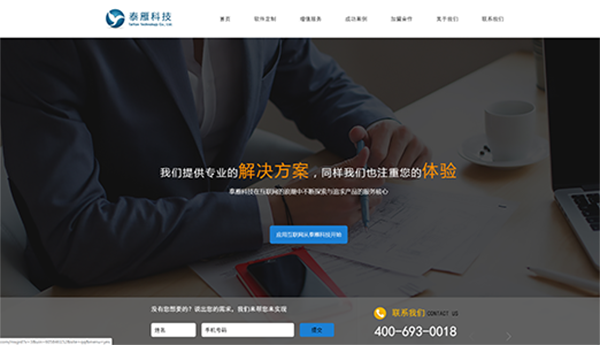 泰雁科技
TaiYan Technology Co., Ltd.
首页 软件定制 增值服务 成功案例 加盟合作 关于我们 联系我们
我们提供专业的解决方案，同样我们也注重您的体验
泰雁科技在互联网的浪潮中不断探索与追求产品的服务核心
应用互联网从泰雁科技开始
没有您想要的？说出您的需求，我们来帮您来实现
姓名 手机号码 提交
联系我们 CONTACT US
400-693-0018